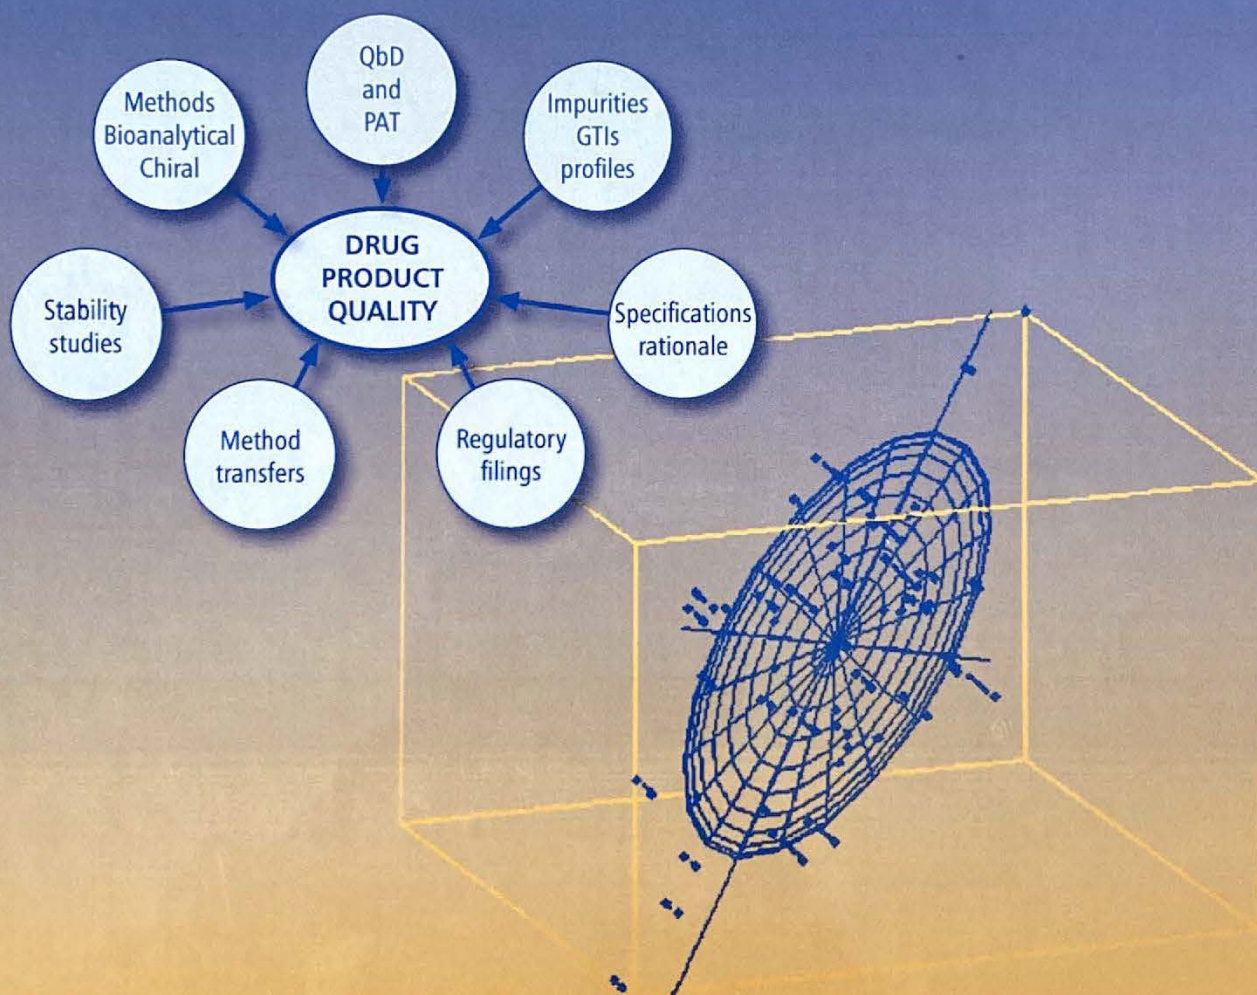 QbD
and
PAT
Methods
Bioanalytical
Chiral
Impurities
GTIs
profiles
DRUG
PRODUCT
QUALITY
Stability
studies
Specifications
rationale
Method
transfers
Regulatory
filings